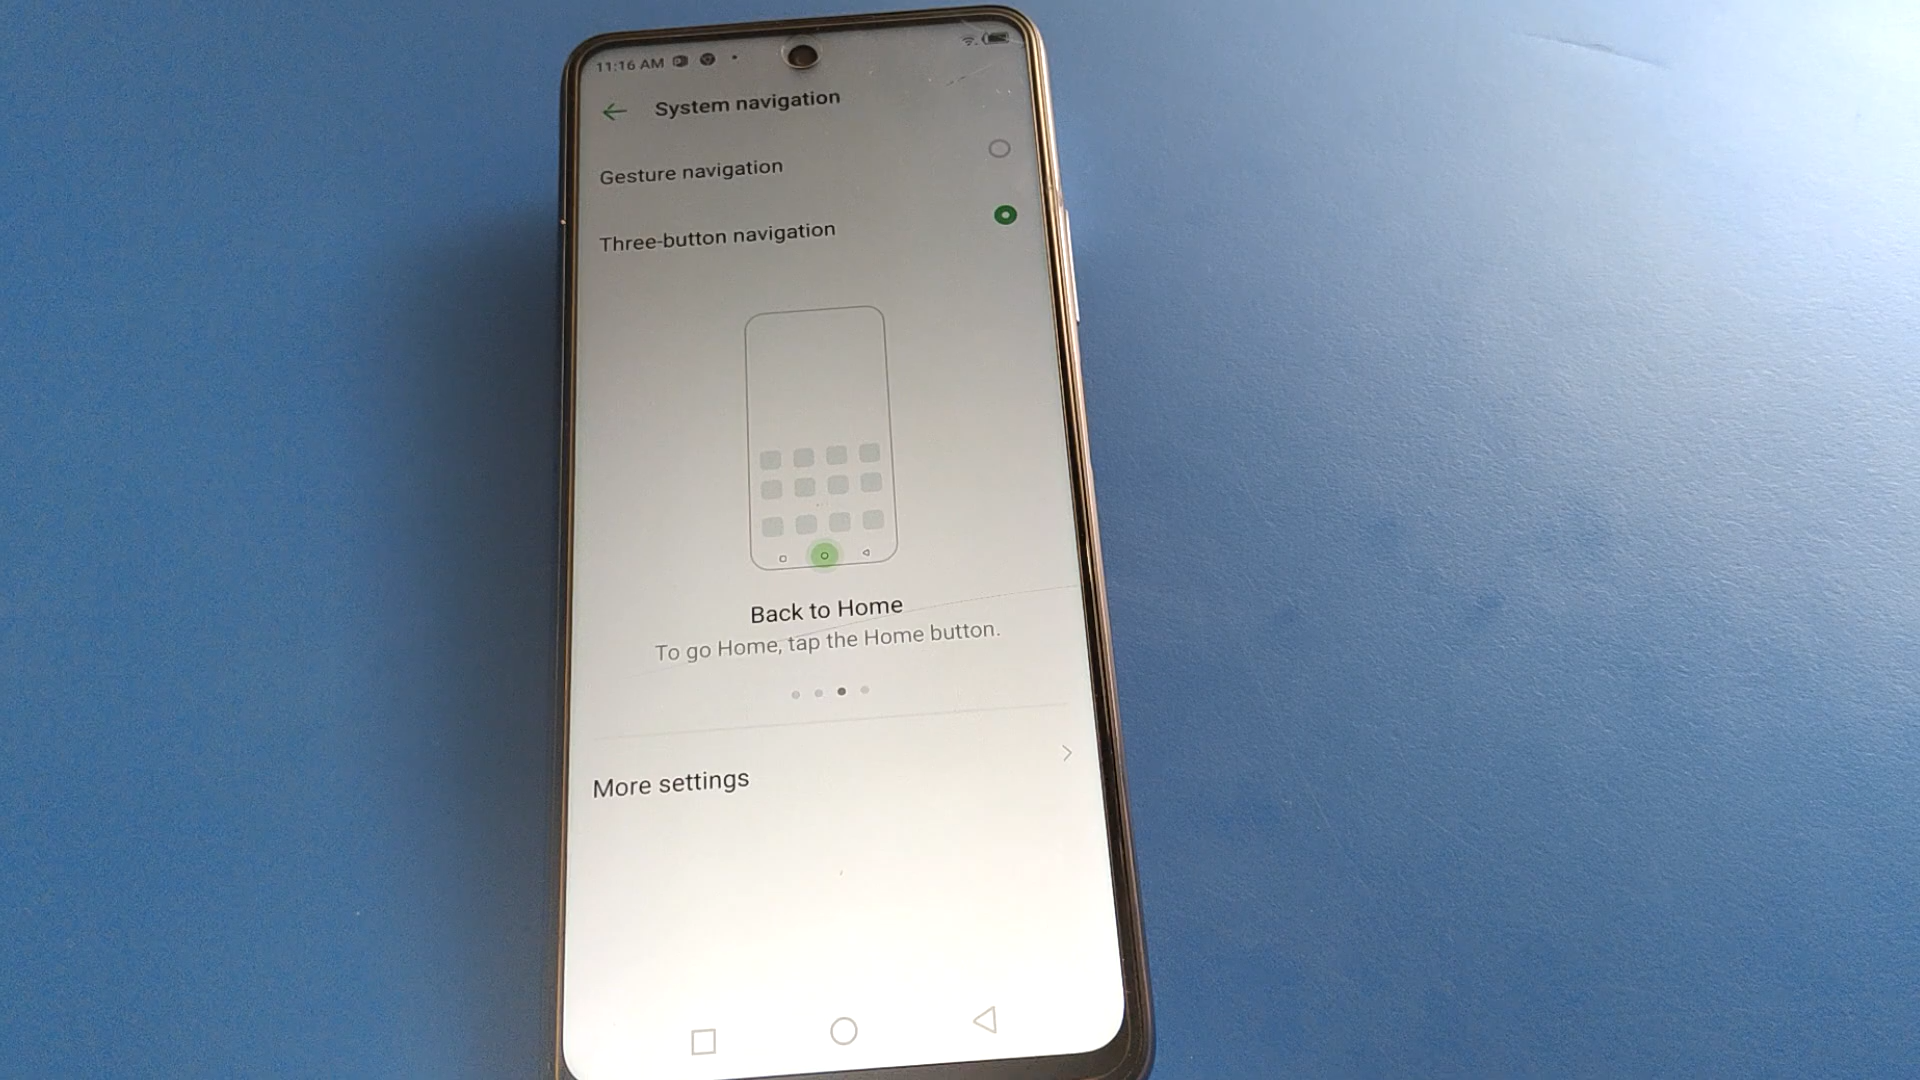 11:16 AM
System navigation
Gesture navigation
Three-button navigation
Back to Home
To go Home, tap the Home button.
More settings